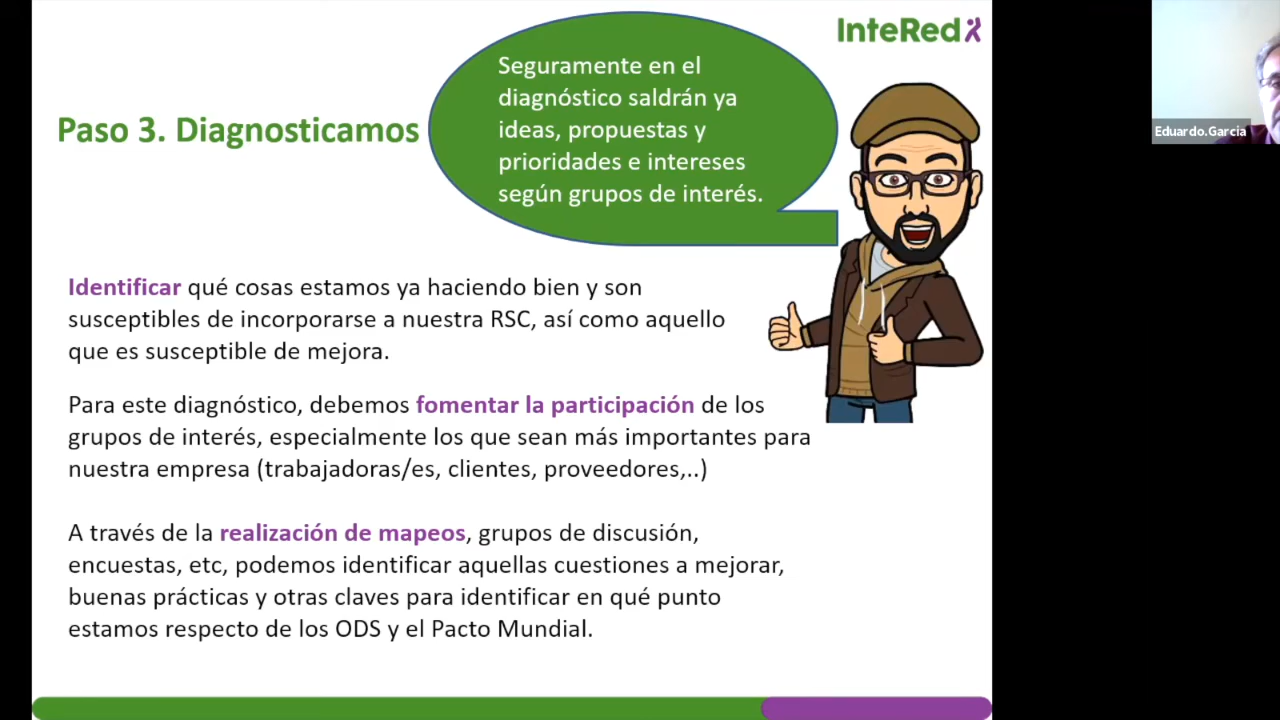 InteRed
Seguramente en el
diagnóstico saldrán ya
ideas, propuestas y
prioridades e intereses
según grupos de interés.
Paso 3. Diagnosticamos
Eduardo.Garcia
Identificar qué cosas estamos ya haciendo bien y son
susceptibles de incorporarse a nuestra RSC, así como aquello
que es susceptible de mejora.
Para este diagnóstico, debemos fomentar la participación de los
grupos de interés, especialmente los que sean más importantes para
nuestra empresa (trabajadoras/es, clientes, proveedores,..)
A través de la realización de mapeos, grupos de discusión,
encuestas, etc, podemos identificar aquellas cuestiones a mejorar,
buenas prácticas y otras claves para identificar en qué punto
estamos respecto de los ODS y el Pacto Mundial.